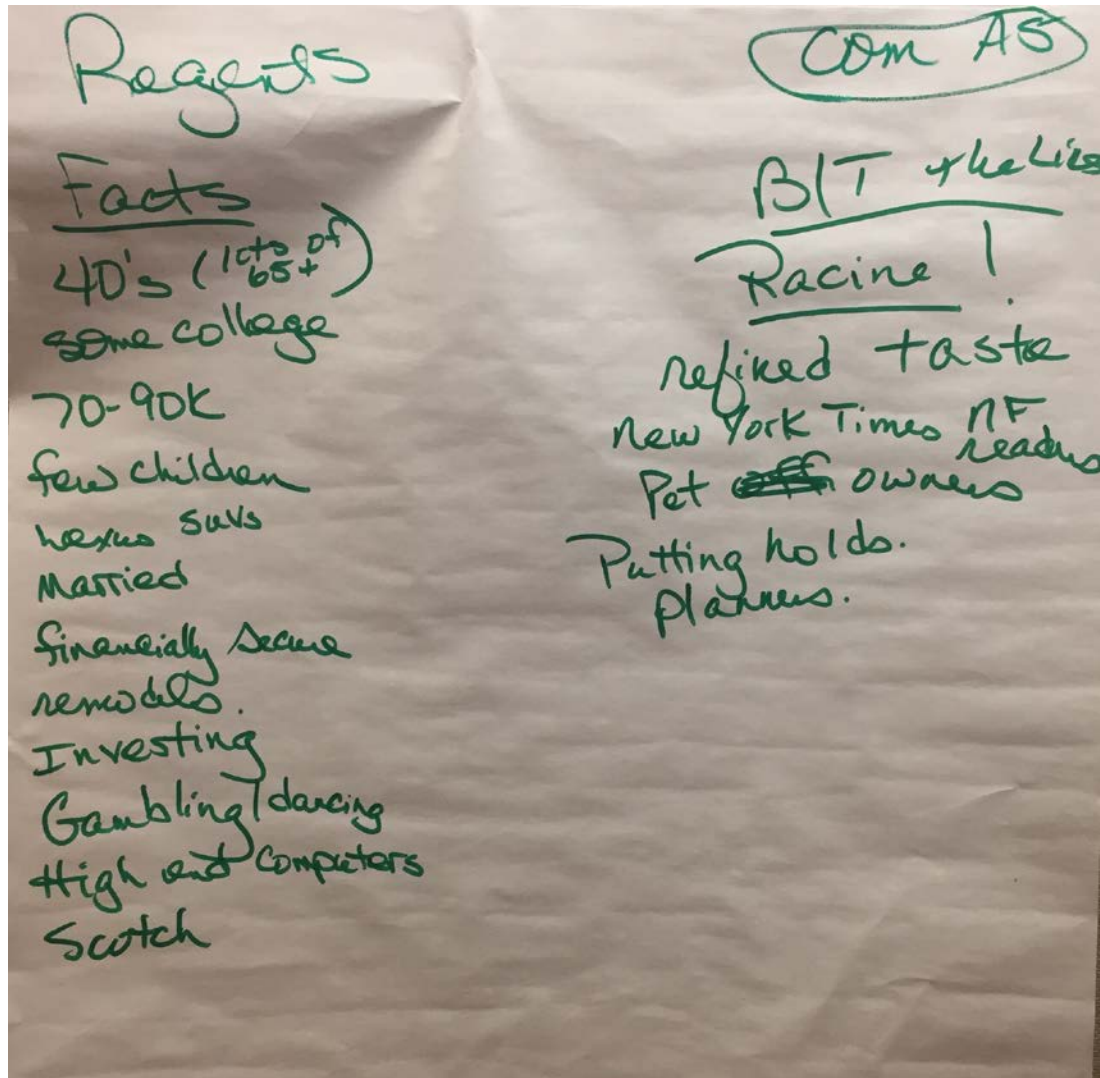 Regents
Facts
40's (lots of 65+)
some college
70-90K
few children
Lexus SUVs
Married
financially secure
remodels.
Investing
Gambling/dancing
High end computers
Scotch
Com AS
B/T the
Racine!
refined taste
New York Times NF readers
Pet owners
Putting holds.
planners.